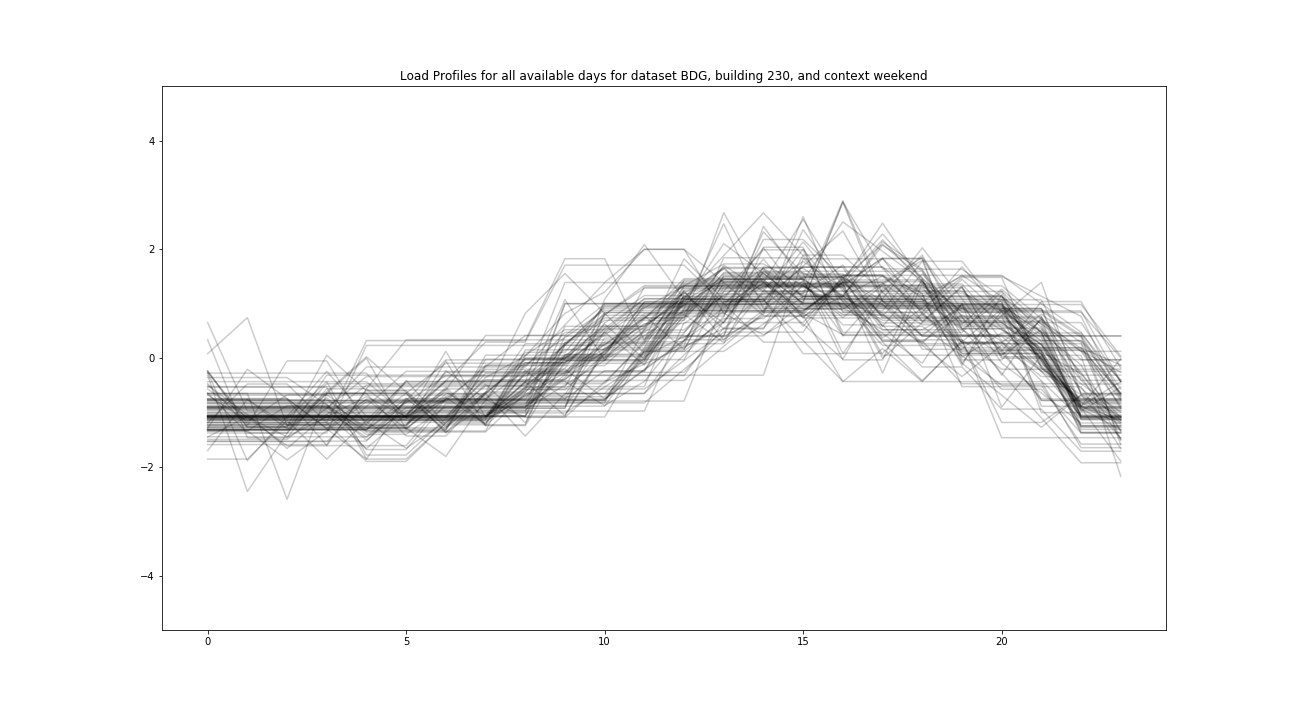 Load Profiles for all available days for dataset BDG, building 230, and context weekend
4
2
0
−2
−4
0 5 10 15 20